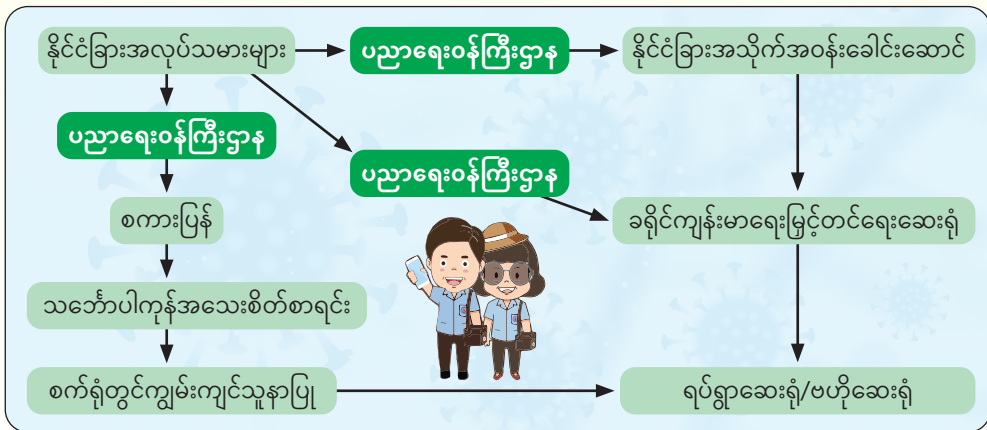 နိုင်ငံခြားအလုပ်သမားများ
ပညာရေးဝန်ကြီးဌာန
နိုင်ငံခြားအသိုက်အဝန်းခေါင်းဆောင်
ပညာရေးဝန်ကြီးဌာန
ပညာရေးဝန်ကြီးဌာန
စကားပြန်
ခရိုင်ကျန်းမာရေးမြှင့်တင်ရေးဆေးရုံ
သင်္ဘောပါကုန်အသေးစိတ်စာရင်း
စက်ရုံတွင်ကျွမ်းကျင်သူနာပြု
ရပ်ရွာဆေးရုံ/ဗဟိုဆေးရုံ